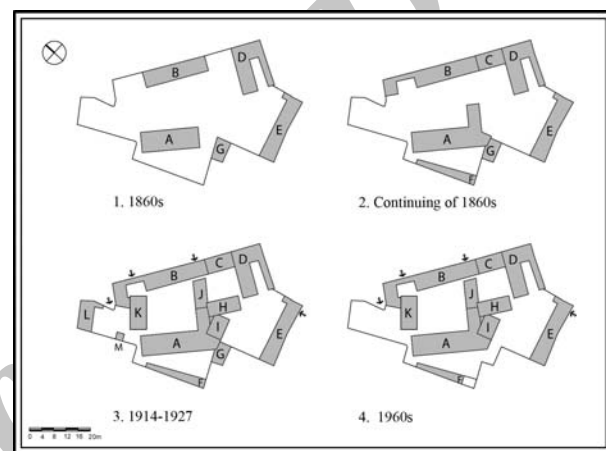 B
D
A
G
E
1. 1860s
B
C
D
A
G
E
F
2. Continuing of 1860s
B
C
D
J
H
K
L
I
A
M
G
E
F
3. 1914-1927
0 4 8 12 16 20m
B
C
D
J
H
K
I
A
E
F
4. 1960s